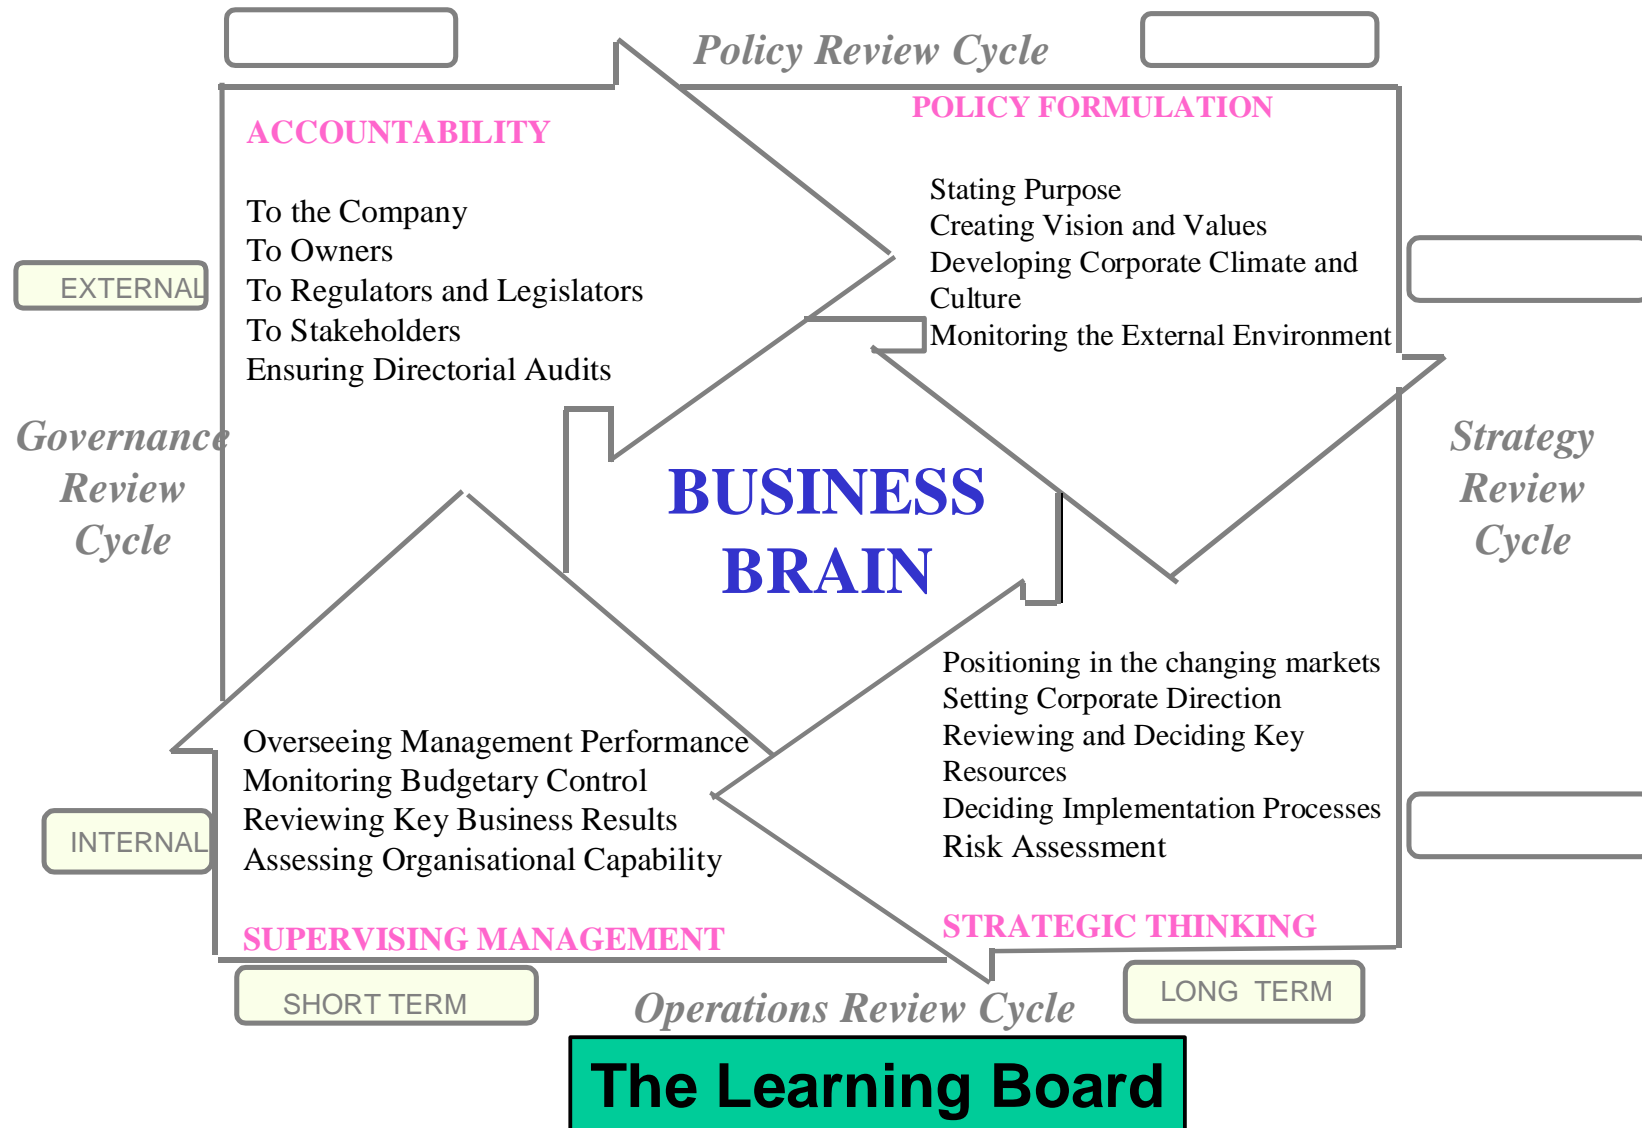 Policy Review Cycle
ACCOUNTABILITY
To the Company
To Owners
To Regulators and Legislators
To Stakeholders
Ensuring Directorial Audits
POLICY FORMULATION
Stating Purpose
Creating Vision and Values
Developing Corporate Climate and
Culture
Monitoring the External Environment
EXTERNAL
Governance
Review
Cycle
BUSINESS
BRAIN
Strategy
Review
Cycle
INTERNAL
Overseeing Management Performance
Monitoring Budgetary Control
Reviewing Key Business Results
Assessing Organisational Capability
SUPERVISING MANAGEMENT
Positioning in the changing markets
Setting Corporate Direction
Reviewing and Deciding Key
Resources
Deciding Implementation Processes
Risk Assessment
STRATEGIC THINKING
SHORT TERM
Operations Review Cycle
LONG TERM
The Learning Board